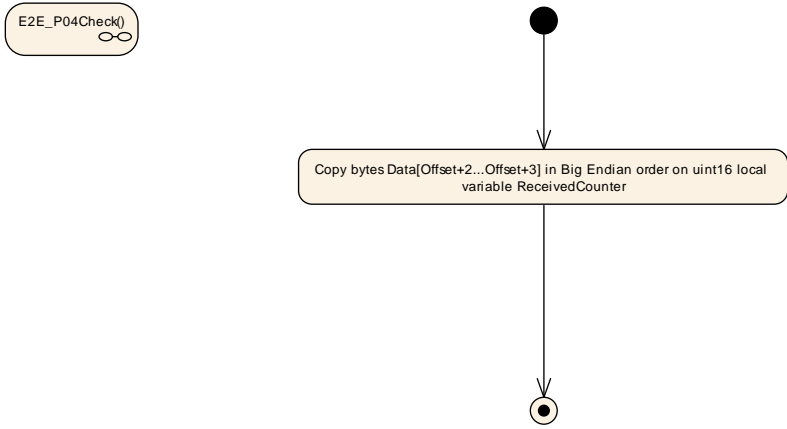 E2E_P04Check()
Copy bytes Data[Offset+2...Offset+3] in Big Endian order on uint16 local
variable ReceivedCounter